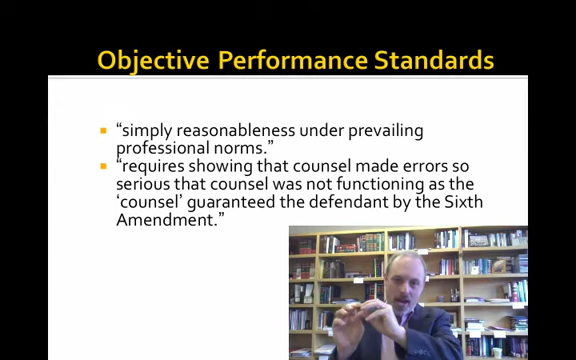 Objective Performance Standards
“simply reasonableness under prevailing
professional norms.”
“requires showing that counsel made errors so
serious that counsel was not functioning as the
‘counsel’ guaranteed the defendant by the Sixth
Amendment.”